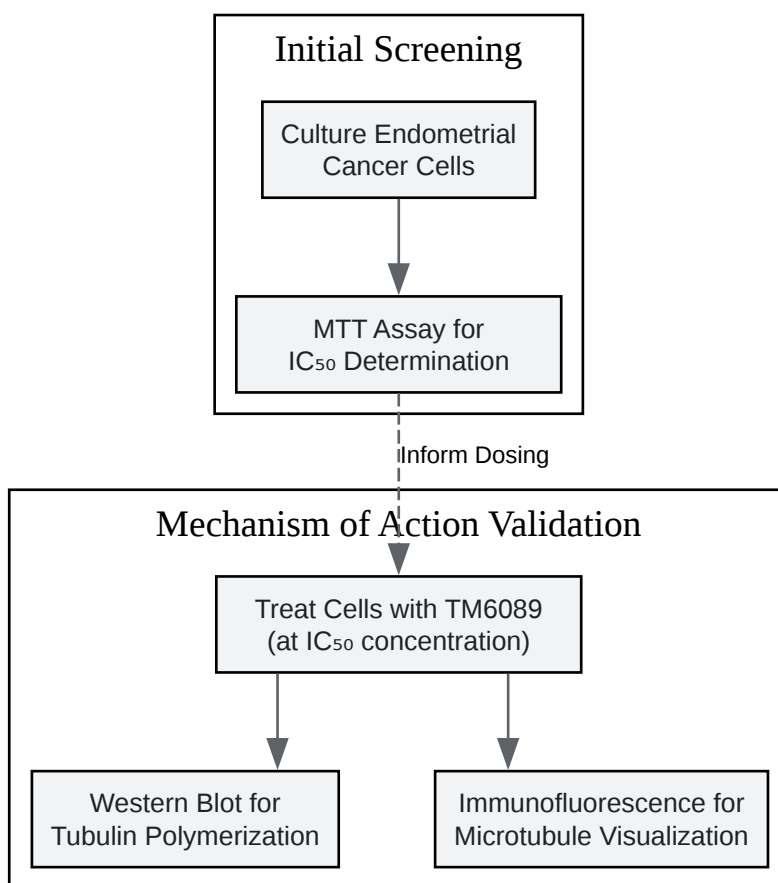 Initial Screening
Culture Endometrial
Cancer Cells
MTT Assay for
IC₅₀ Determination
Inform Dosing
Mechanism of Action Validation
Treat Cells with TM6089
(at IC₅₀ concentration)
Western Blot for
Tubulin Polymerization
Immunofluorescence for
Microtubule Visualization